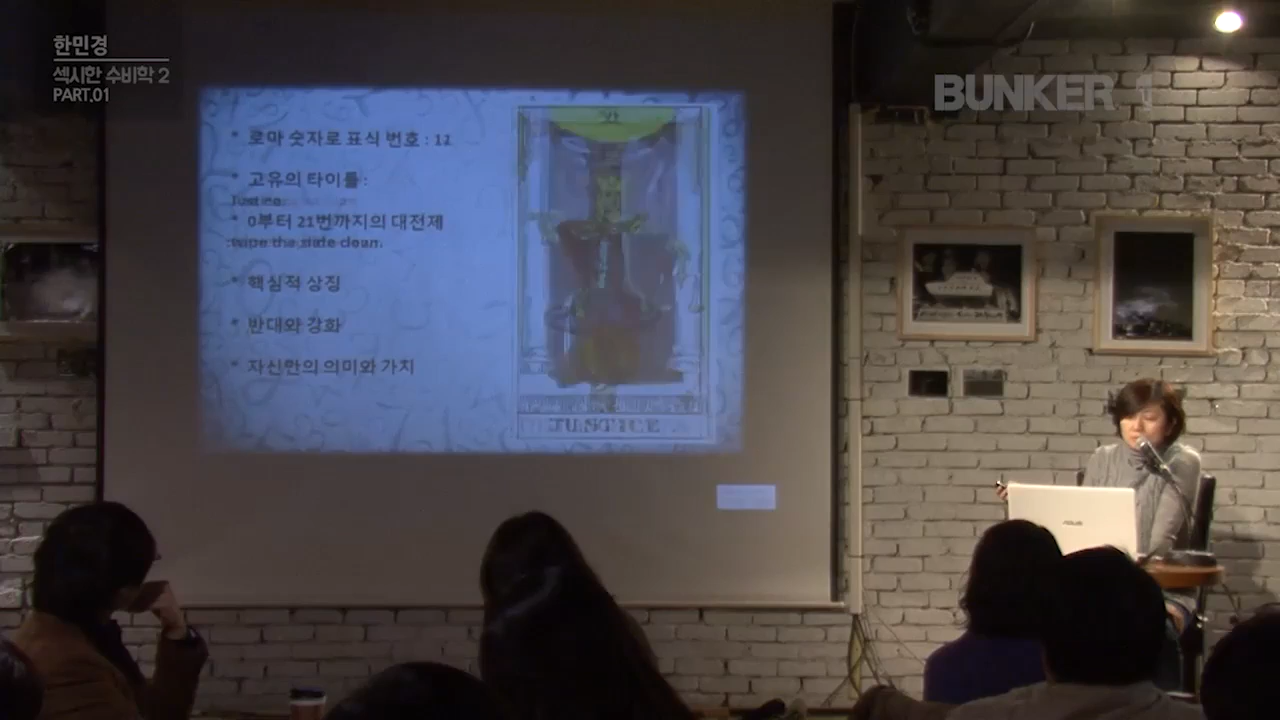 한민경
섹시한 수비학 2
PART.01
BUNKER 1
* 로마 숫자로 표식 번호 : 11
* 고유의 타이틀 :
Justice
* 0부터 21번까지의 대전제
:wipe the slate clean.
* 핵심적 상징
* 반대와 강화
* 자신만의 의미와 가치
JUSTICE
ASUS